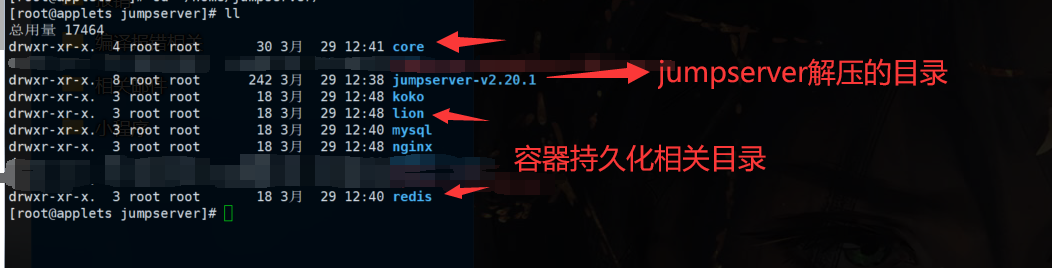 [root@applets jumpserver]# ll
总用量 17464
drwxr-xr-x. 4 root root 30 3月 29 12:41 core
drwxr-xr-x. 8 root root 242 3月 29 12:38 jumpserver-v2.20.1
jumpserver解压的目录
drwxr-xr-x. 3 root root 18 3月 29 12:48 koko
drwxr-xr-x. 3 root root 18 3月 29 12:48 lion
drwxr-xr-x. 3 root root 18 3月 29 12:40 mysql
drwxr-xr-x. 3 root root 18 3月 29 12:48 nginx
容器持久化相关目录
drwxr-xr-x. 3 root root 18 3月 29 12:40 redis
[root@applets jumpserver]#